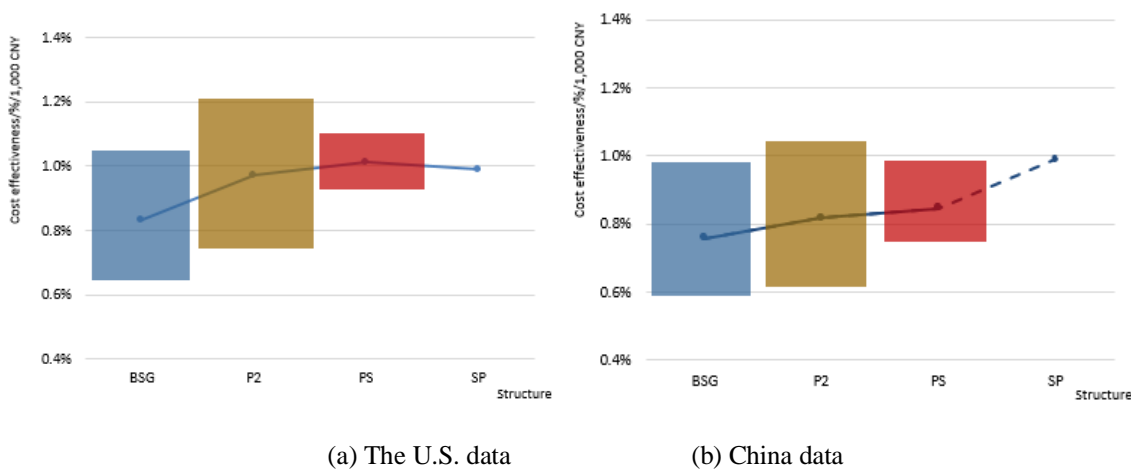 Cost effectiveness/%/1,000 CNY
1.4%
1.2%
1.0%
0.8%
0.6%
0.4%
BSG P2 PS SP
Structure
(a) The U.S. data
Cost effectiveness/%/1,000 CNY
1.4%
1.2%
1.0%
0.8%
0.6%
0.4%
BSG P2 PS SP
Structure
(b) China data